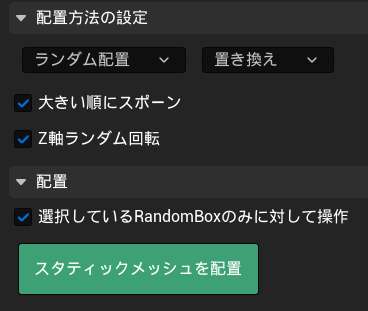 配置方法の設定
ランダム配置 置き換え
大きい順にスポーン
Z軸ランダム回転
配置
選択しているRandomBoxのみに対して操作
スタティックメッシュを配置